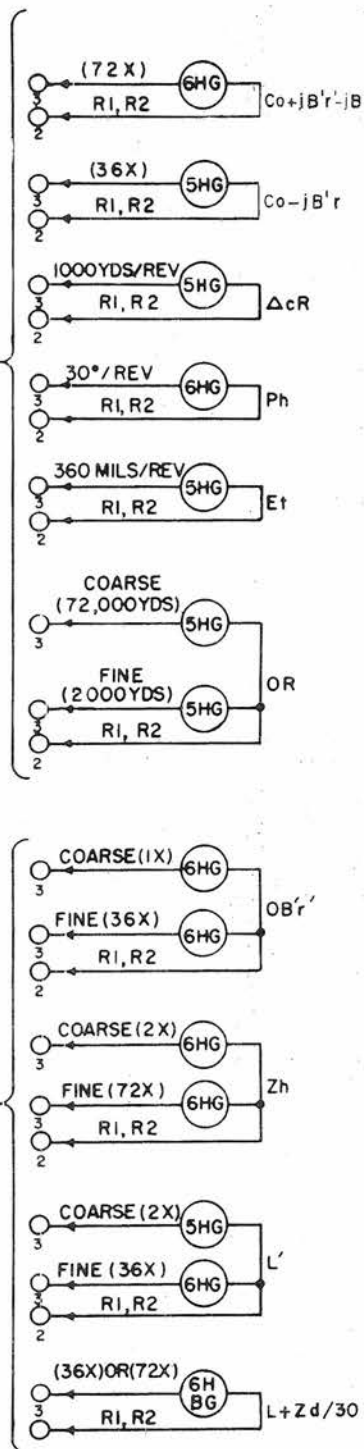 (72X) 6HG
3 R1, R2 Co+jB'r'-jB
2
(36X) 5HG
3 R1, R2 Co-jB'r
2
1000YDS/REV 5HG
3 R1, R2 ΔcR
2
30°/REV 6HG
3 R1, R2 Ph
2
360 MILS/REV 5HG
3 R1, R2 Et
2
COARSE
(72,000YDS) 5HG
3
FINE OR
(2000YDS) 5HG
3 R1, R2
2
COARSE(1X) 6HG
3 OB'r'
FINE(36X) 6HG
3 R1, R2
2
COARSE(2X) 6HG
3 Zh
FINE(72X) 6HG
3 R1, R2
2
COARSE(2X) 5HG
3 L'
FINE(36X) 6HG
3 R1, R2
2
(36X)OR(72X) 6H
BG
3 R1, R2 L+Zd/30
2